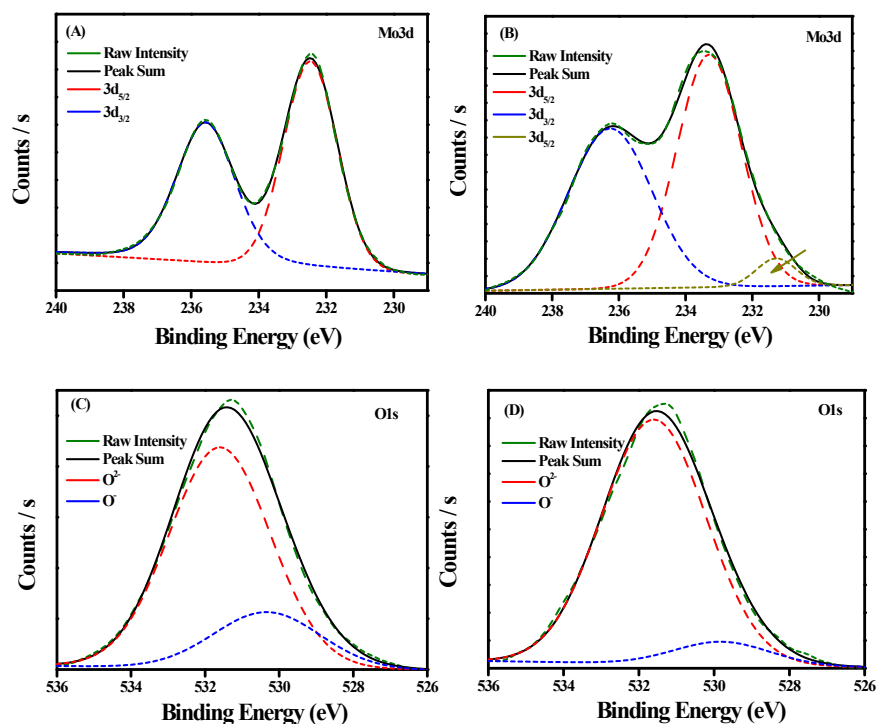 (A)
Mo3d
Raw Intensity
Peak Sum
3d5/2
3d3/2
Counts / s
240 238 236 234 232 230
Binding Energy (eV)
(B)
Mo3d
Raw Intensity
Peak Sum
3d5/2
3d3/2
3d5/2
Counts / s
240 238 236 234 232 230
Binding Energy (eV)
(C)
O1s
Raw Intensity
Peak Sum
O2-
O-
Counts / s
536 534 532 530 528 526
Binding Energy (eV)
(D)
O1s
Raw Intensity
Peak Sum
O2-
O-
Counts / s
536 534 532 530 528 526
Binding Energy (eV)